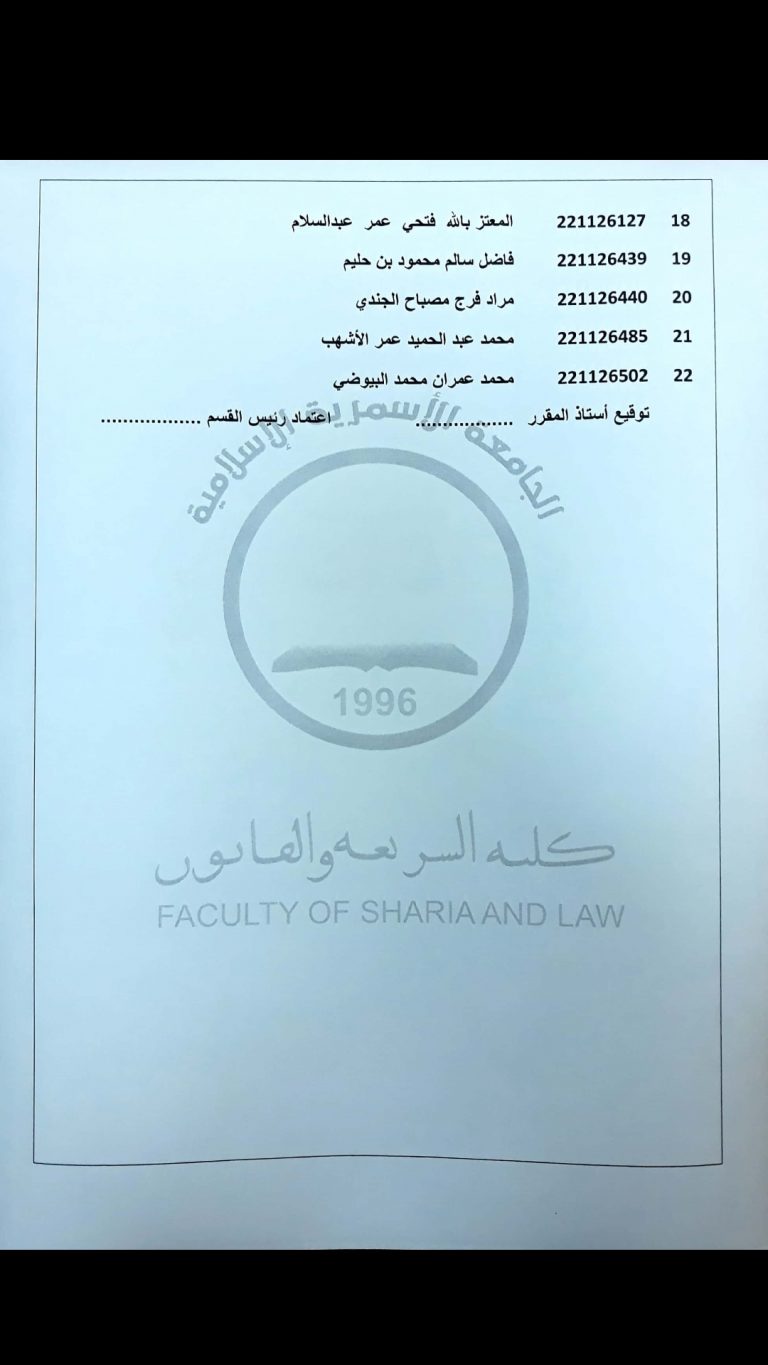 18 221126127 المعتز بالله فتحي عمر عبدالسلام
19 221126439 فاضل سالم محمود بن حليم
20 221126440 مراد فرج مصباح الجندي
21 221126485 محمد عبد الحميد عمر الأشهب
22 221126502 محمد عمران محمد البيوضي
توقيع أستاذ المقرر .................. اعتماد رئيس القسم ..................
الجامعة الأسمرية الإسلامية
1996
كلية الشريعة والقانون
FACULTY OF SHARIA AND LAW